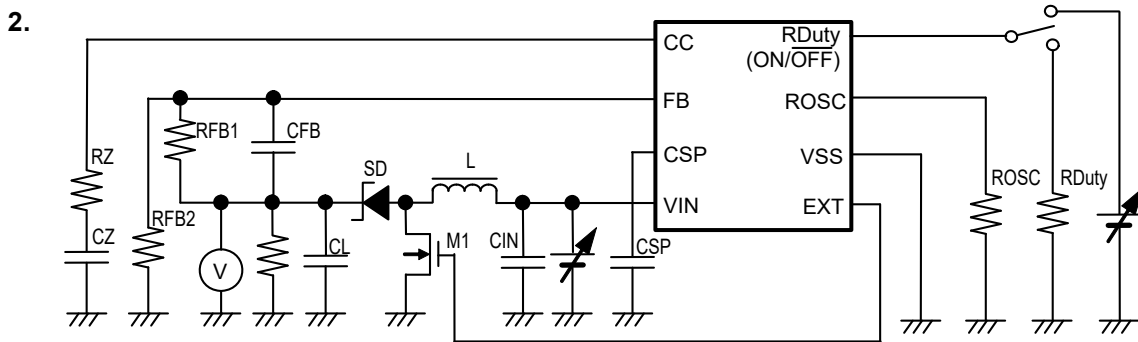 2.
CC
RDuty
(ON/OFF)
FB
ROSC
CSP
VSS
VIN
EXT
RFB1
CFB
RZ
SD
L
ROSC
RDuty
RFB2
CZ
CL
M1
CIN
CSP
V